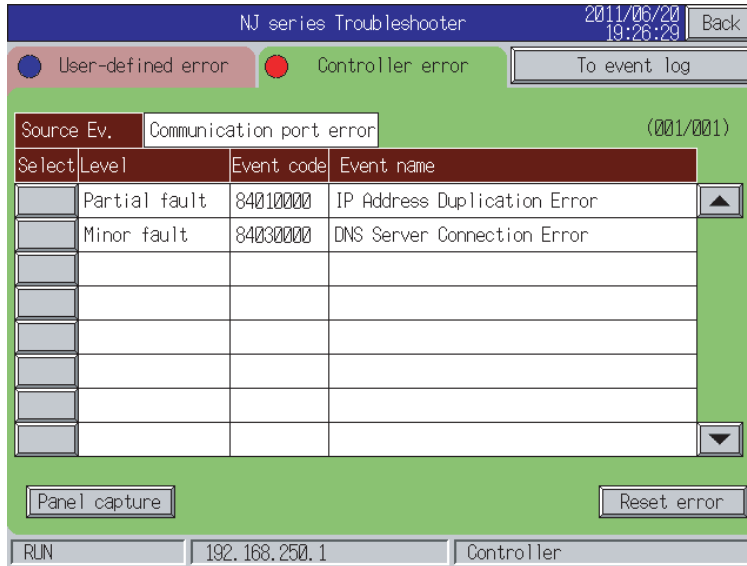 NJ series Troubleshooter
2011/06/20
19:26:29
Back
User-defined error
Controller error
To event log
Source Ev.
Communication port error
(001/001)
Select Level Event code Event name
Partial fault 84010000 IP Address Duplication Error
Minor fault 84030000 DNS Server Connection Error
Panel capture
Reset error
RUN
192.168.250.1
Controller